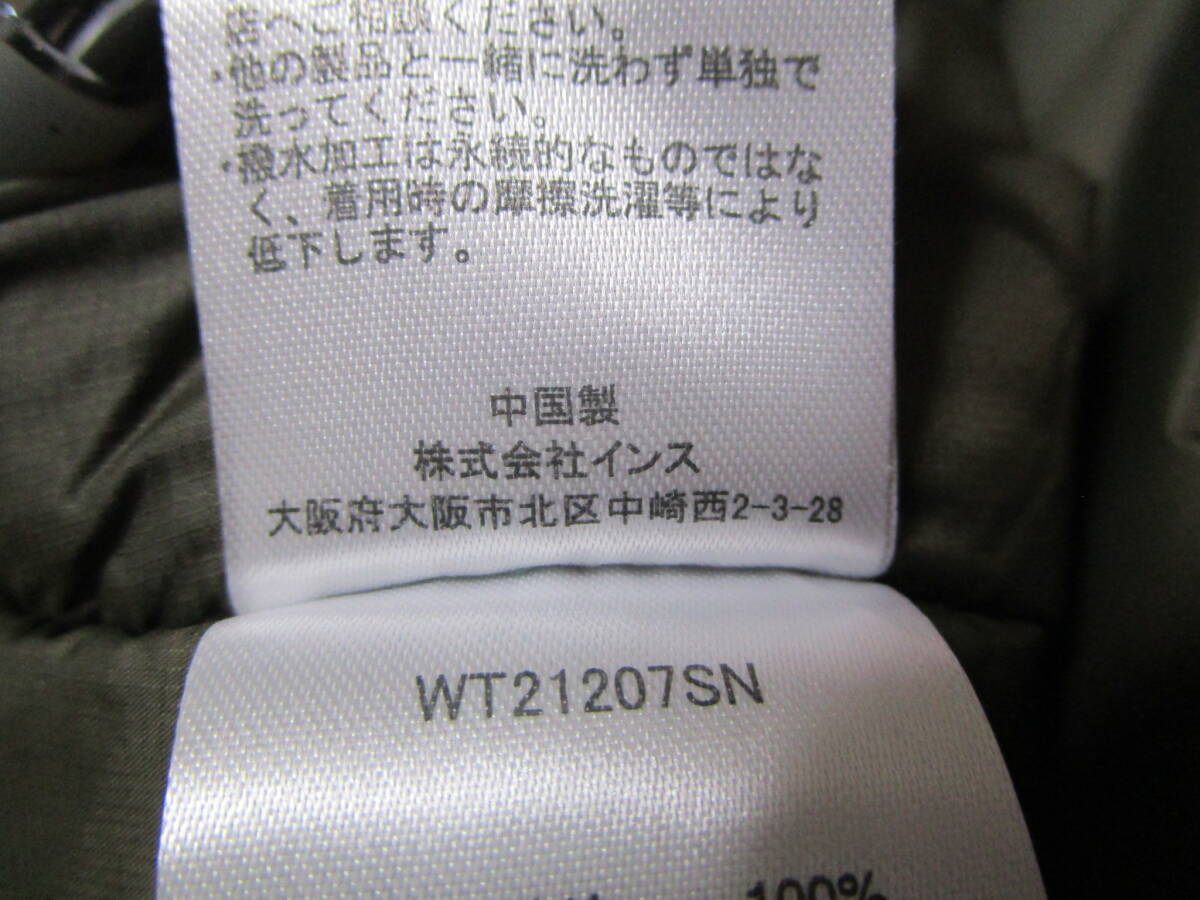 店へご相談ください。
・他の製品と一緒に洗わず単独で
洗ってください。
・撥水加工は永続的なものではな
く、着用時の摩擦洗濯等により
低下します。
中国製
株式会社インス
大阪府大阪市北区中崎西2-3-28
WT21207SN
100%